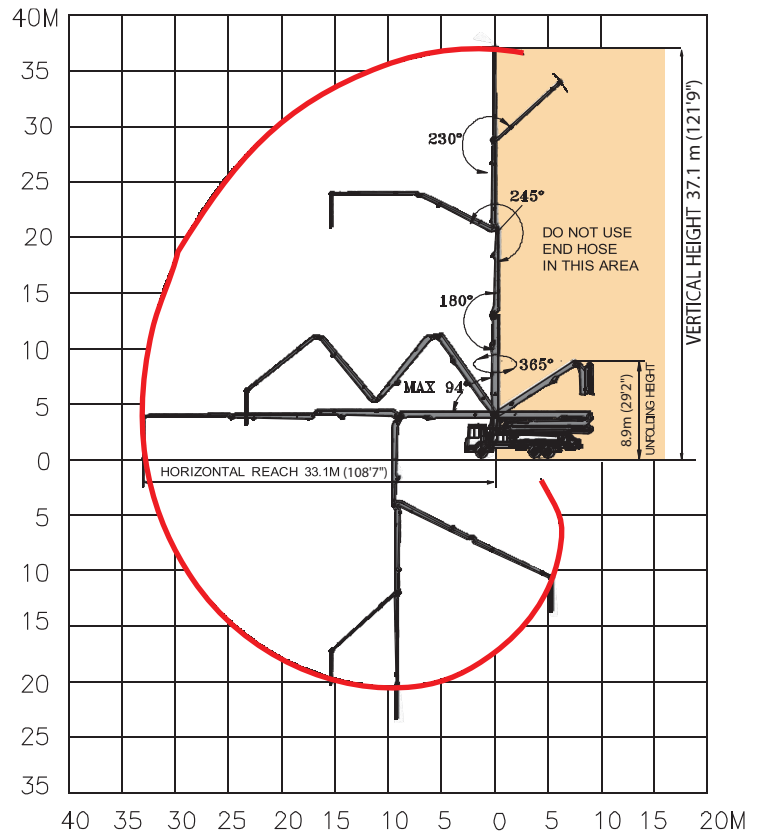 40M
35
30
25
20
15
10
5
0
5
10
15
20
25
35
40 35 30 25 20 15 10 5 0 5 10 15 20M
230°
245°
DO NOT USE
END HOSE
IN THIS AREA
180°
365°
MAX 94°
VERTICAL HEIGHT 37.1 m (121'9")
8.9m (29'2")
UNFOLDING HEIGHT
HORIZONTAL REACH 33.1M (108'7")